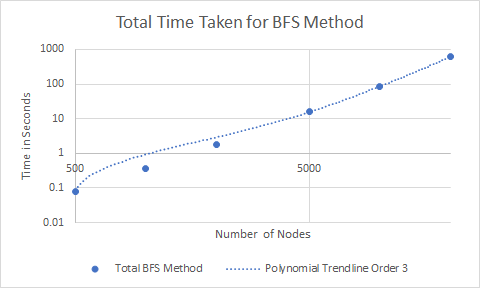 Total Time Taken for BFS Method
1000
100
10
1
0.1
0.01
500
5000
Time in Seconds
Number of Nodes
Total BFS Method
Polynomial Trendline Order 3